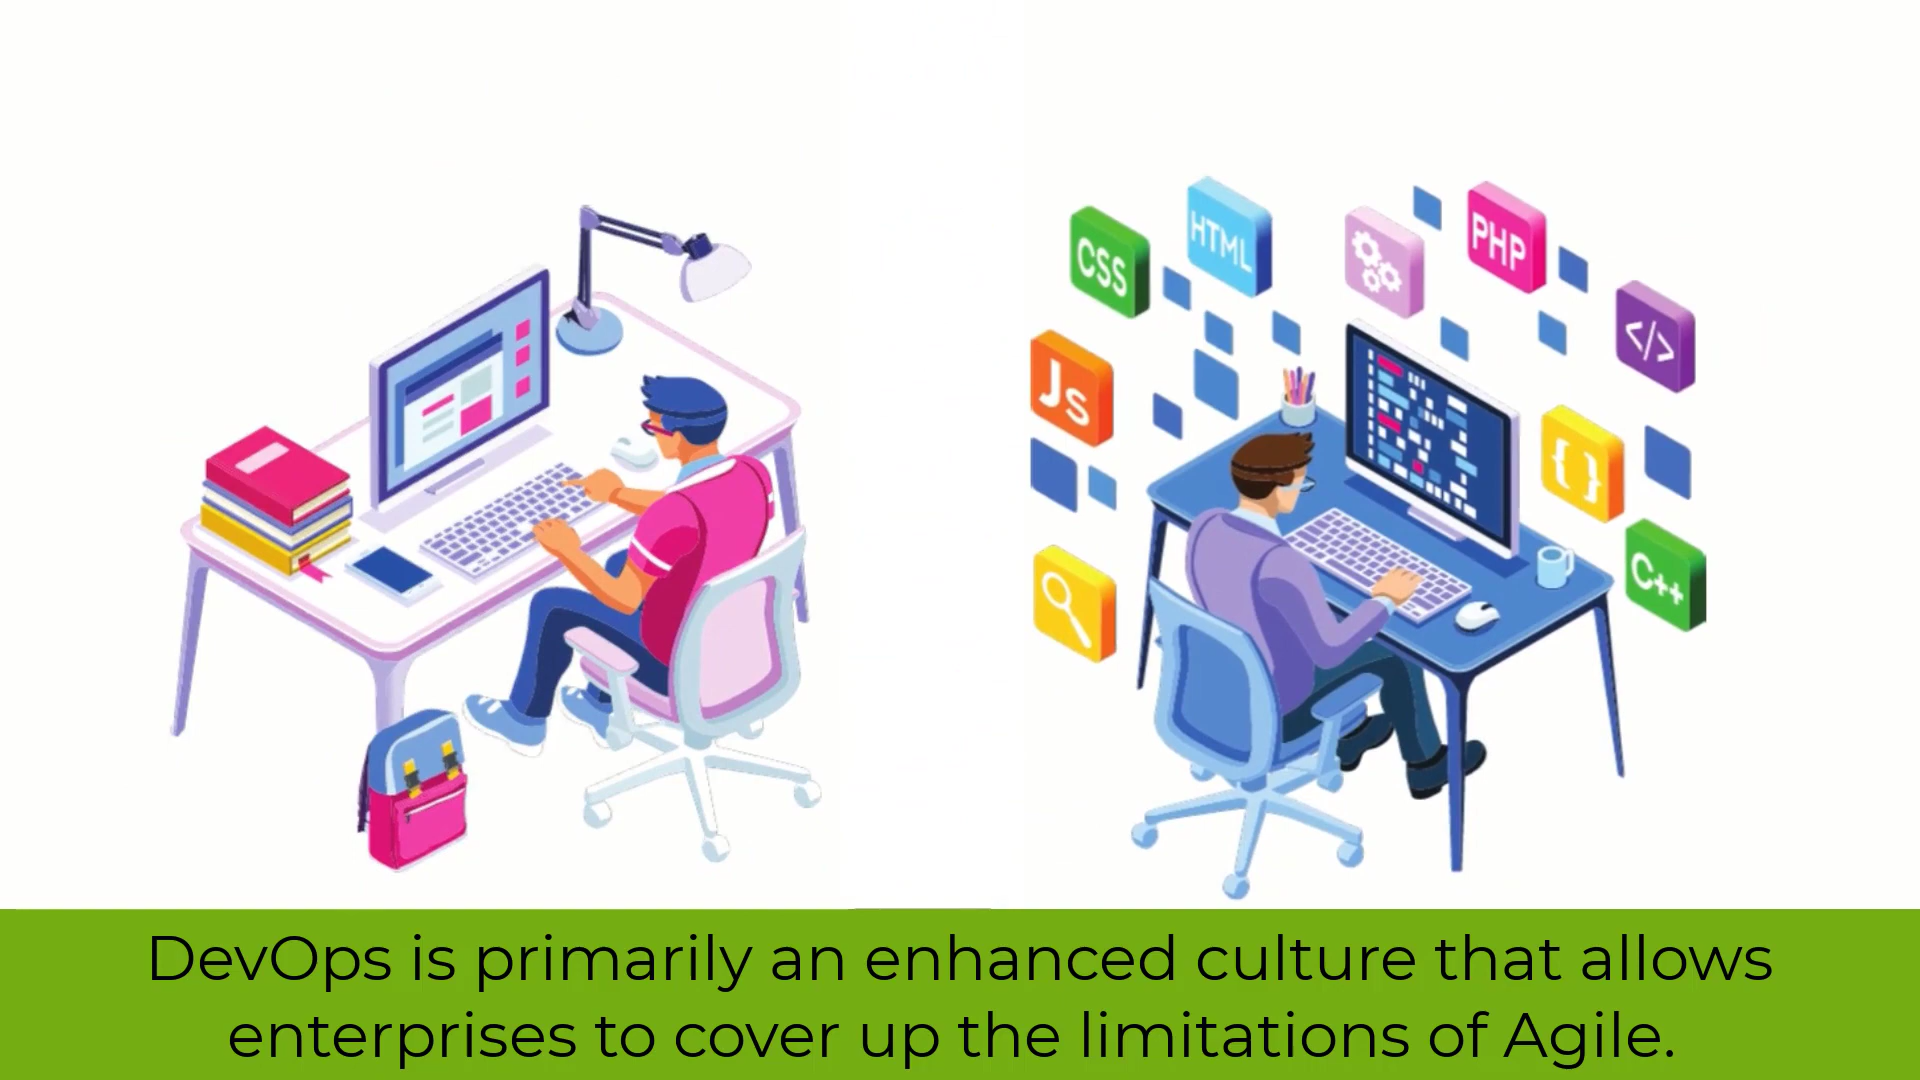 HTML
PHP
CSS
</>
Js
{ }
C++
DevOps is primarily an enhanced culture that allows
enterprises to cover up the limitations of Agile.